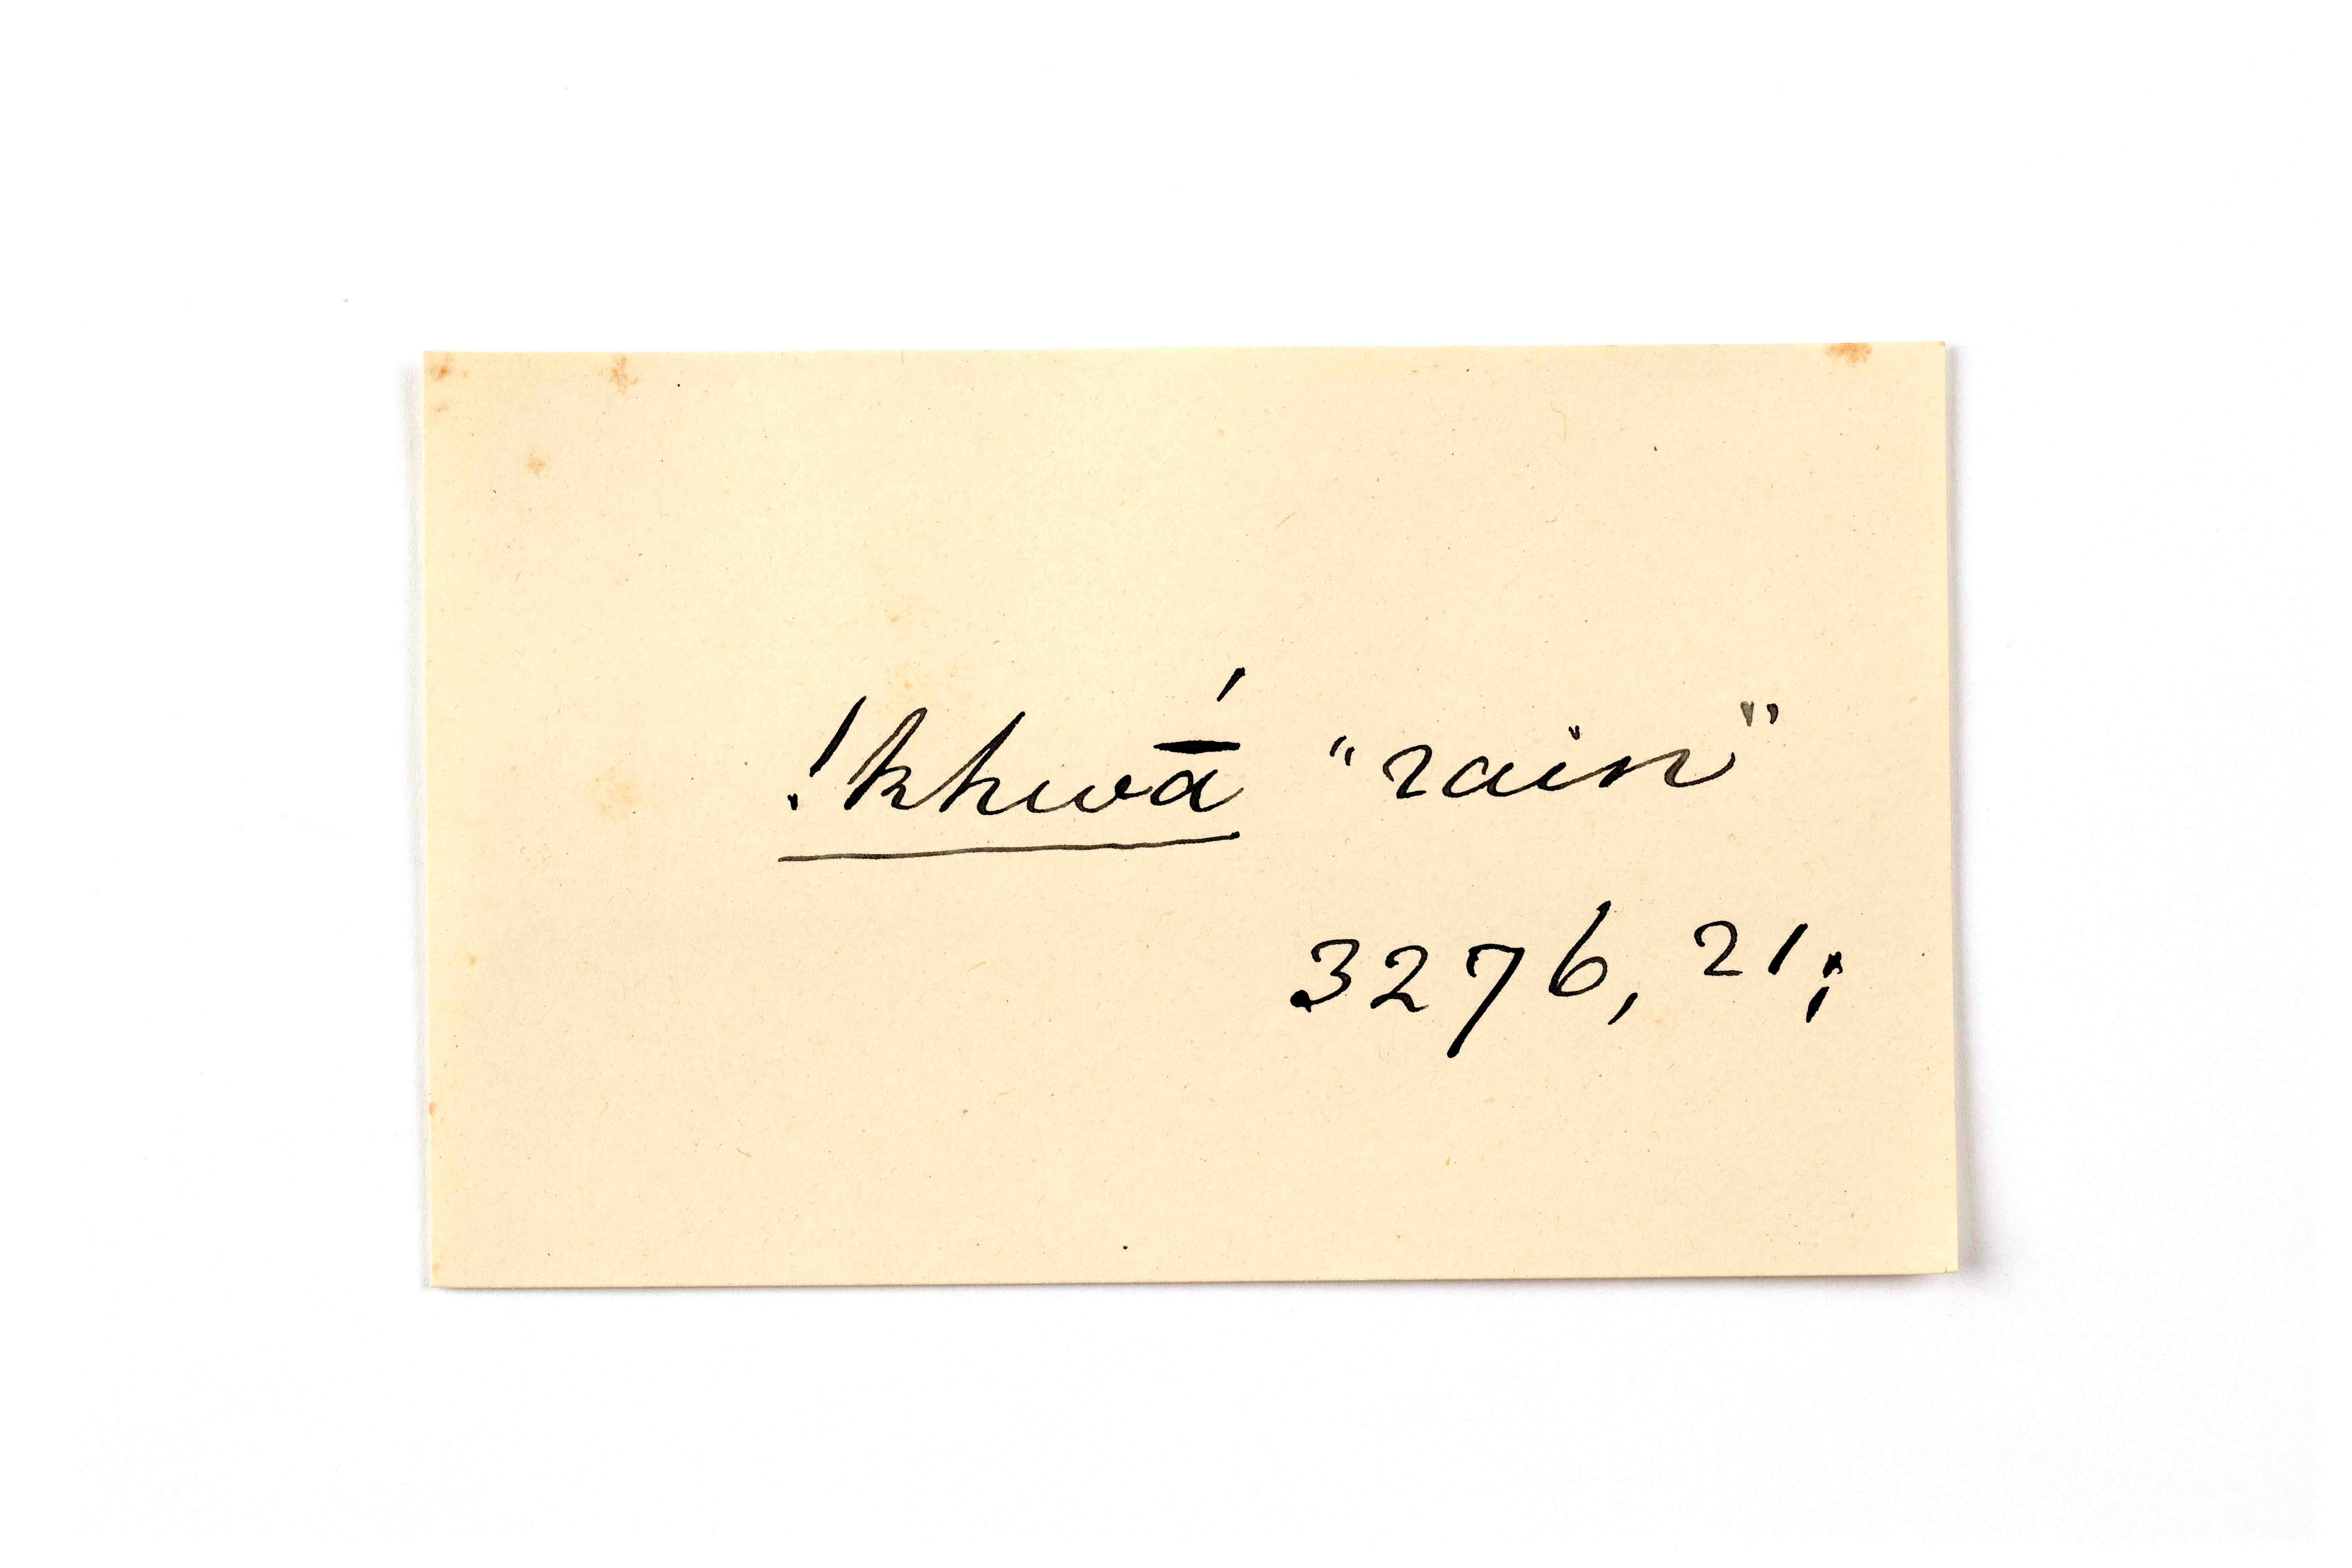 !khwā́ "rain"
3276, 21;